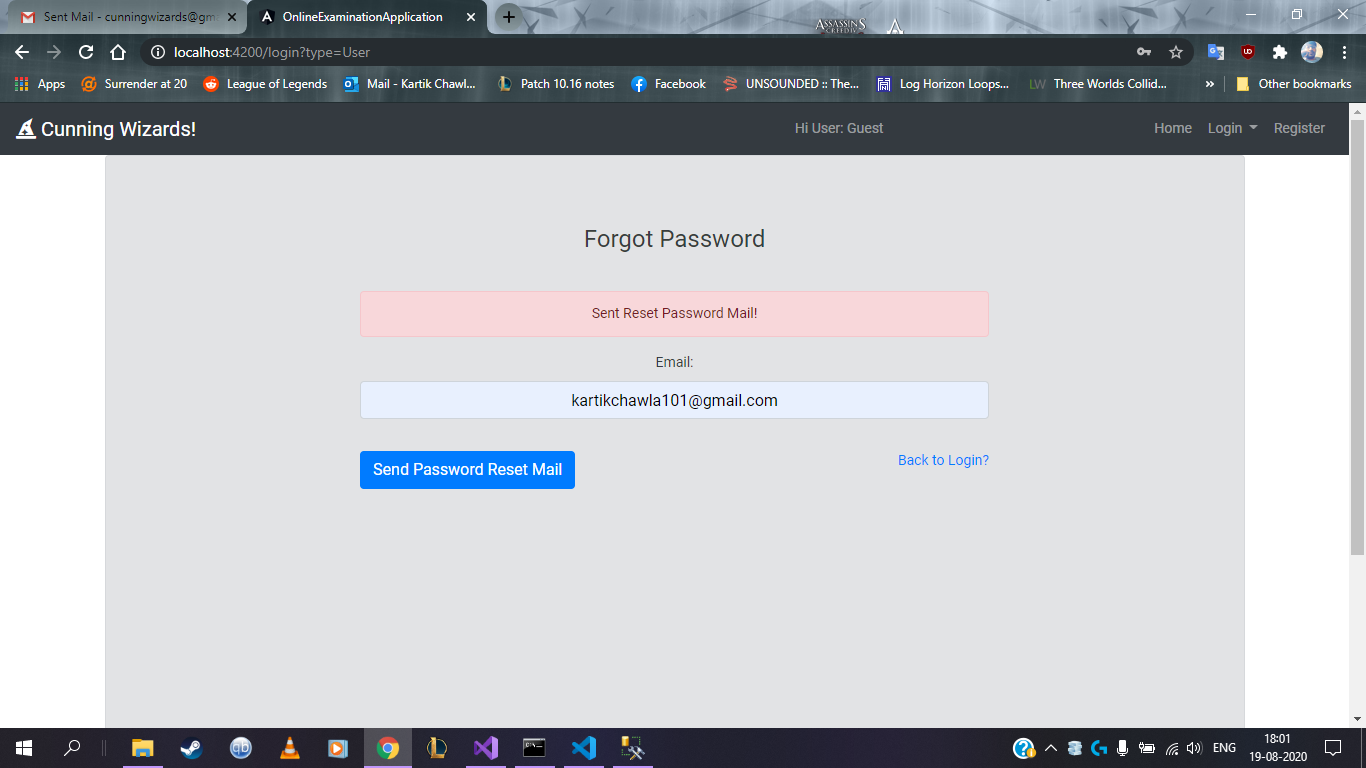 Sent Mail - cunningwizards@gm
OnlineExaminationApplication
ASSASSIN'S
CREED IV
localhost:4200/login?type=User
Apps
Surrender at 20
League of Legends
Mail - Kartik Chawl...
Patch 10.16 notes
Facebook
UNSOUNDED :: The...
Log Horizon Loops...
LW Three Worlds Collid...
»
Other bookmarks
Cunning Wizards!
Hi User: Guest
Home
Login
Register
Forgot Password
Sent Reset Password Mail!
Email:
kartikchawla101@gmail.com
Send Password Reset Mail
Back to Login?
ENG
18:01
19-08-2020